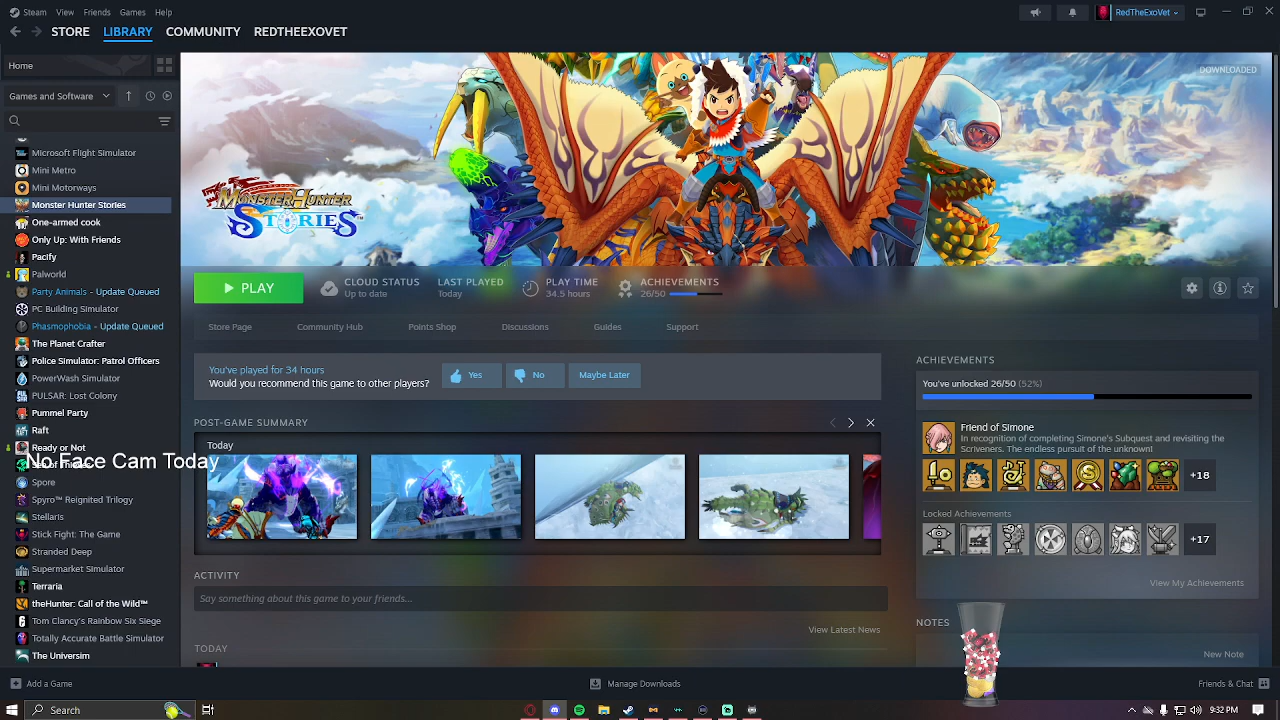 Steam View Friends Games Help
RedTheExoVet
STORE LIBRARY COMMUNITY REDTHEEXOVET
Home
DOWNLOADED
Games and Software
Microsoft Flight Simulator
Mini Metro
Mini Motorways
Monster Hunter Stories
One-armed cook
Only Up: With Friends
Palworld
Party Animals - Update Queued
PC Building Simulator
Phasmophobia - Update Queued
The Planet Crafter
Police Simulator: Patrol Officers
PowerWash Simulator
PULSAR: Lost Colony
Pummel Party
Raft
Ready or Not
No Face Cam Today
Spore
Spyro™ Reignited Trilogy
Stellaris
Stick Fight: The Game
Stranded Deep
Supermarket Simulator
Terraria
theHunter: Call of the Wild™
Tom Clancy's Rainbow Six Siege
Totally Accurate Battle Simulator
The Universim
MONSTER HUNTER
STORIES
PLAY
CLOUD STATUS
Up to date
LAST PLAYED
Today
PLAY TIME
34.5 hours
ACHIEVEMENTS
26/50
Store Page Community Hub Points Shop Discussions Guides Support
You've played for 34 hours
Would you recommend this game to other players?
Yes No Maybe Later
POST-GAME SUMMARY
Today
ACTIVITY
Say something about this game to your friends...
View Latest News
TODAY
ACHIEVEMENTS
You've unlocked 26/50 (52%)
Friend of Simone
In recognition of completing Simone's Subquest and revisiting the
Scriveners. The endless pursuit of the unknown!
+18
Locked Achievements
+17
View My Achievements
NOTES
New Note
Add a Game
Manage Downloads
Friends & Chat
Search
9:32 PM